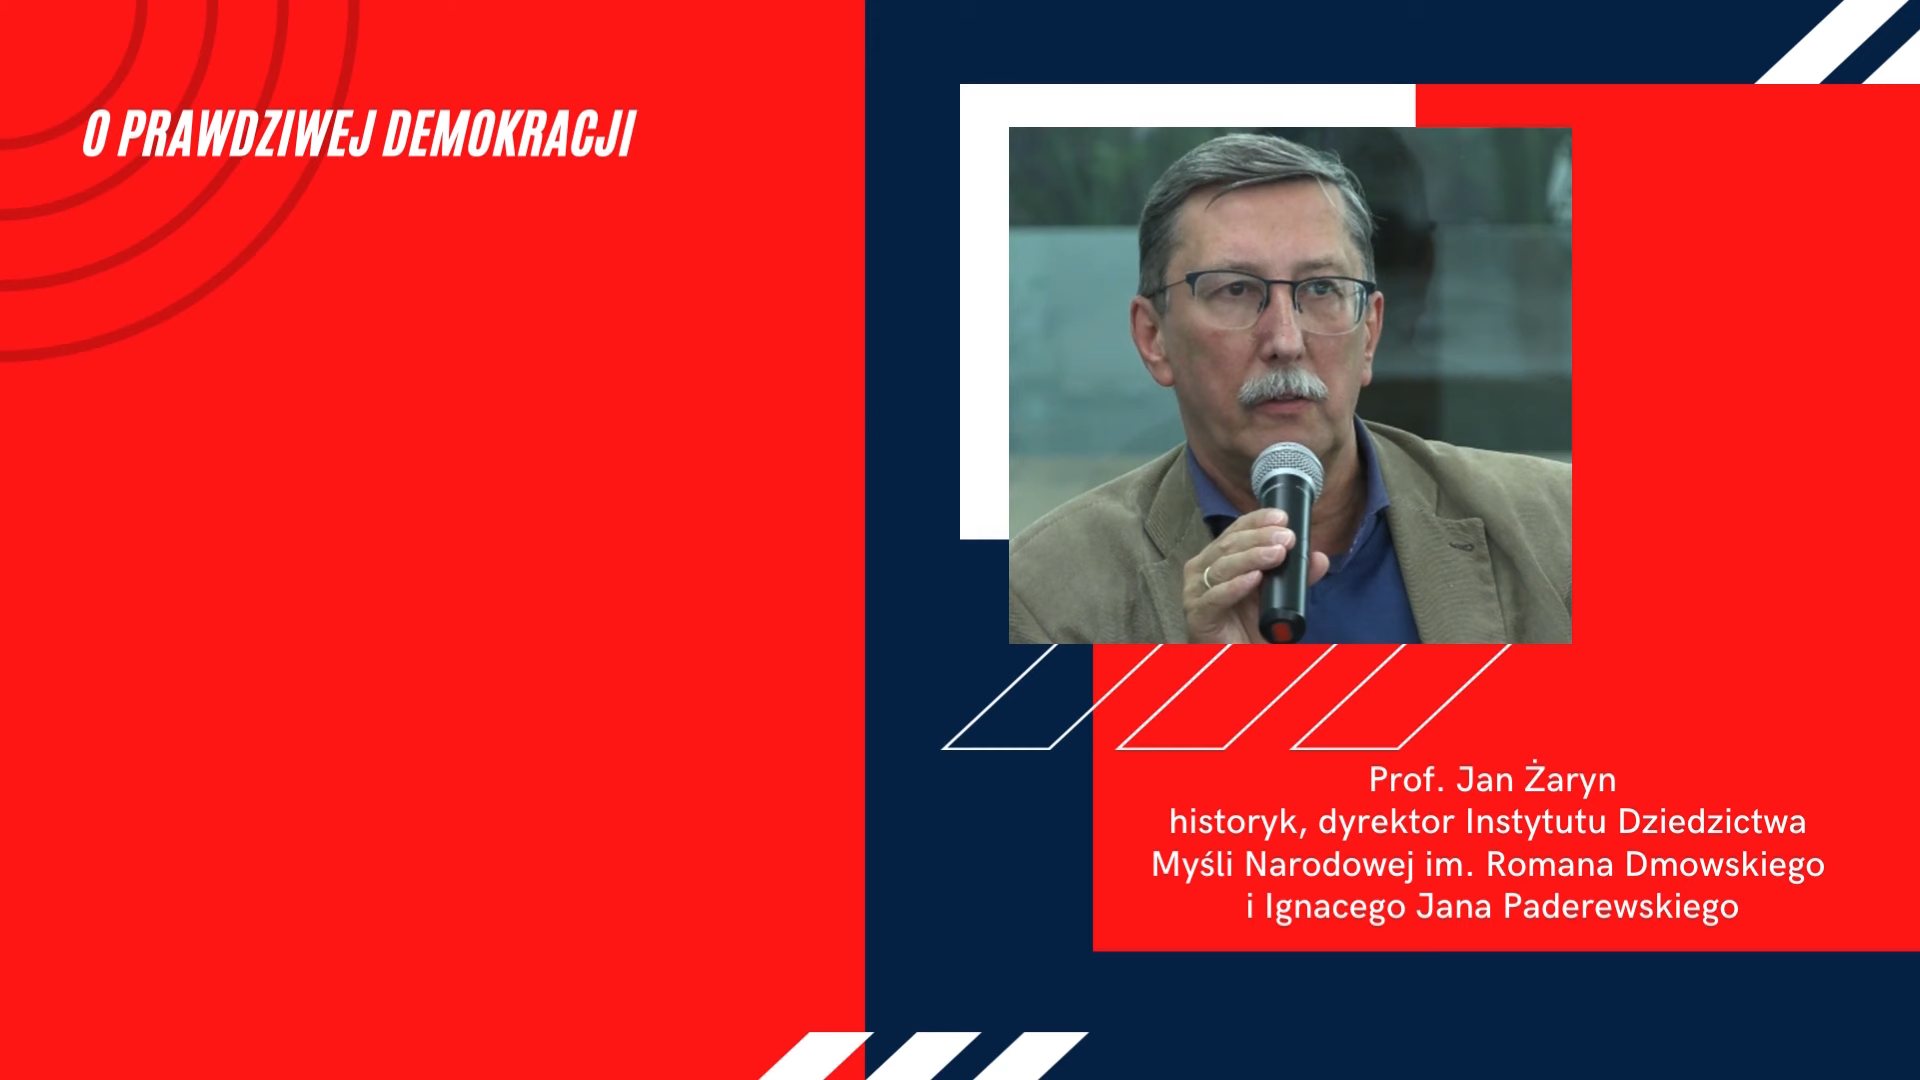 O PRAWDZIWEJ DEMOKRACJI
Prof. Jan Żaryn
historyk, dyrektor Instytutu Dziedzictwa
Myśli Narodowej im. Romana Dmowskiego
i Ignacego Jana Paderewskiego